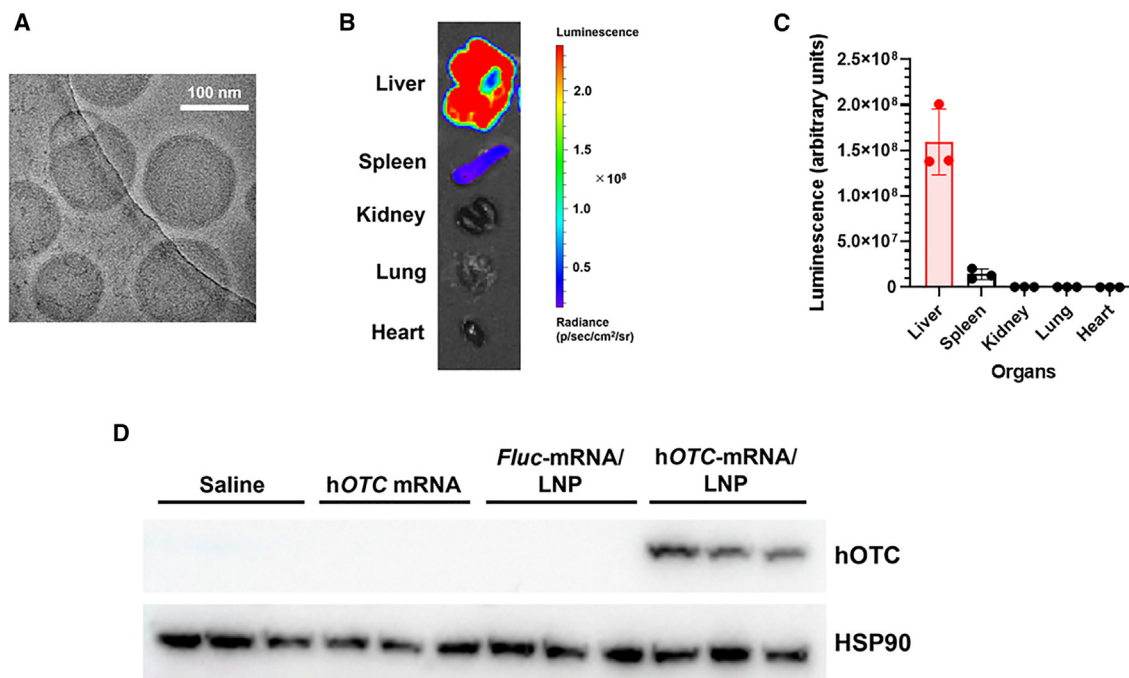 A
100 nm
B
Liver
Spleen
Kidney
Lung
Heart
Luminescence
2.0
1.5
×10⁸
1.0
0.5
Radiance
(p/sec/cm²/sr)
C
Luminescence (arbitrary units)
2.5×10⁸
2.0×10⁸
1.5×10⁸
1.0×10⁸
5.0×10⁷
0
Liver
Spleen
Kidney
Lung
Heart
Organs
D
Saline
hOTC mRNA
Fluc-mRNA/
LNP
hOTC-mRNA/
LNP
hOTC
HSP90